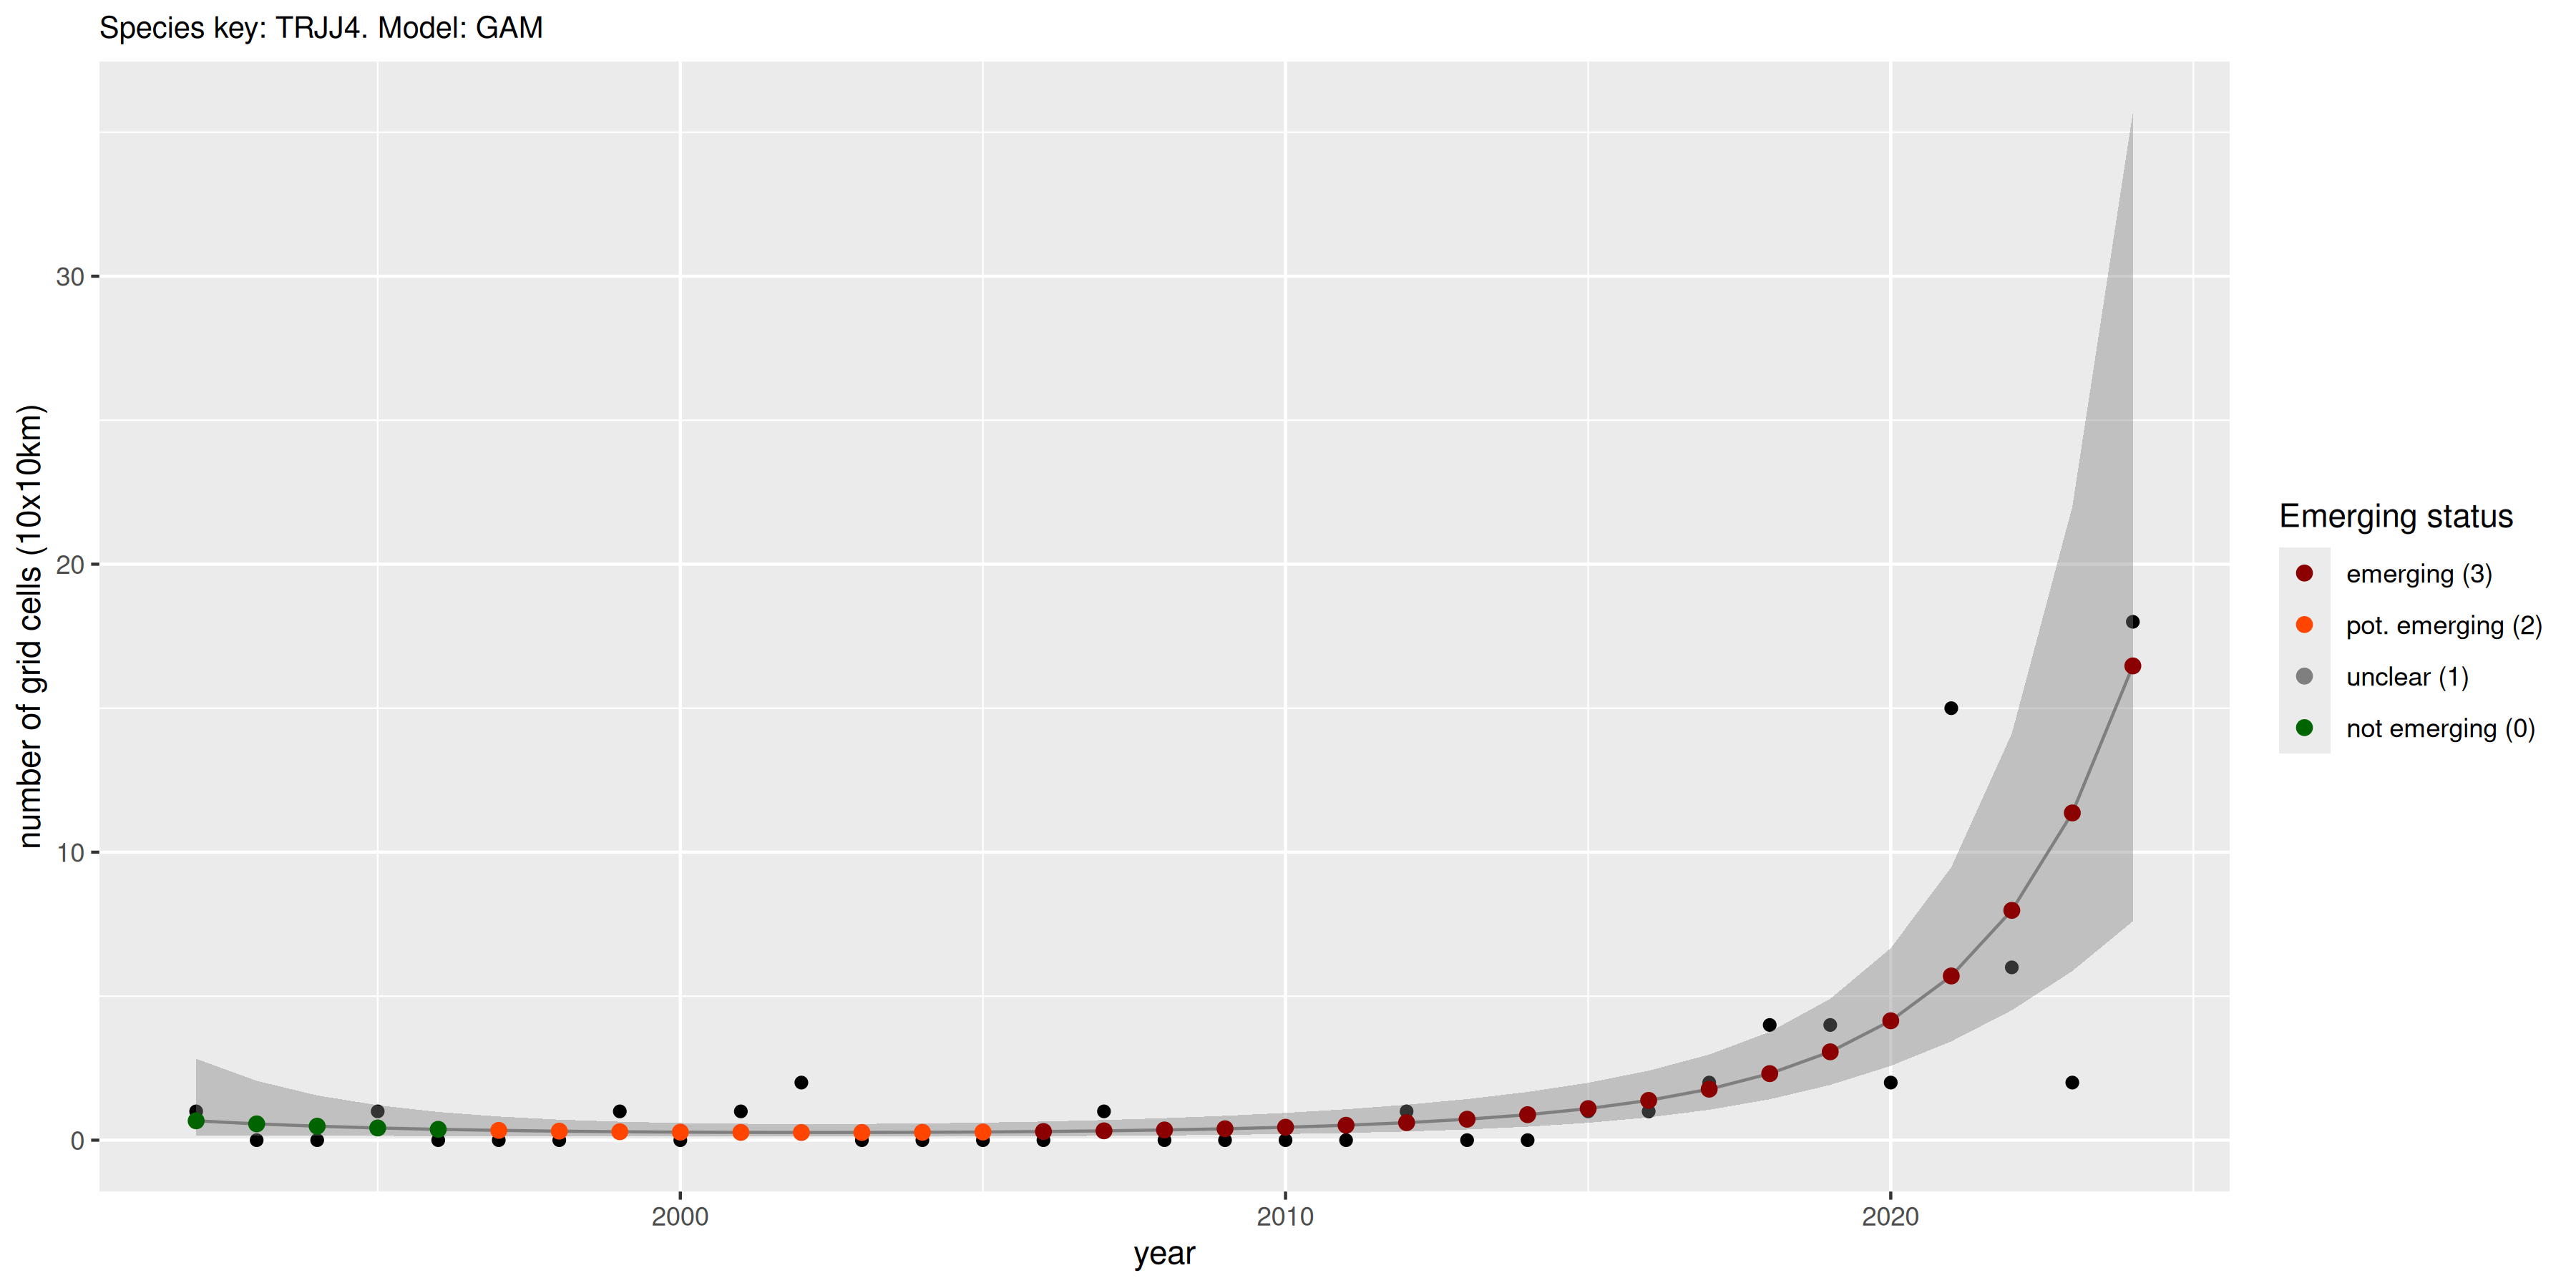 Species key: TRJJ4. Model: GAM
number of grid cells (10x10km)
30
20
10
0
2000
2010
2020
year
Emerging status
emerging (3)
pot. emerging (2)
unclear (1)
not emerging (0)